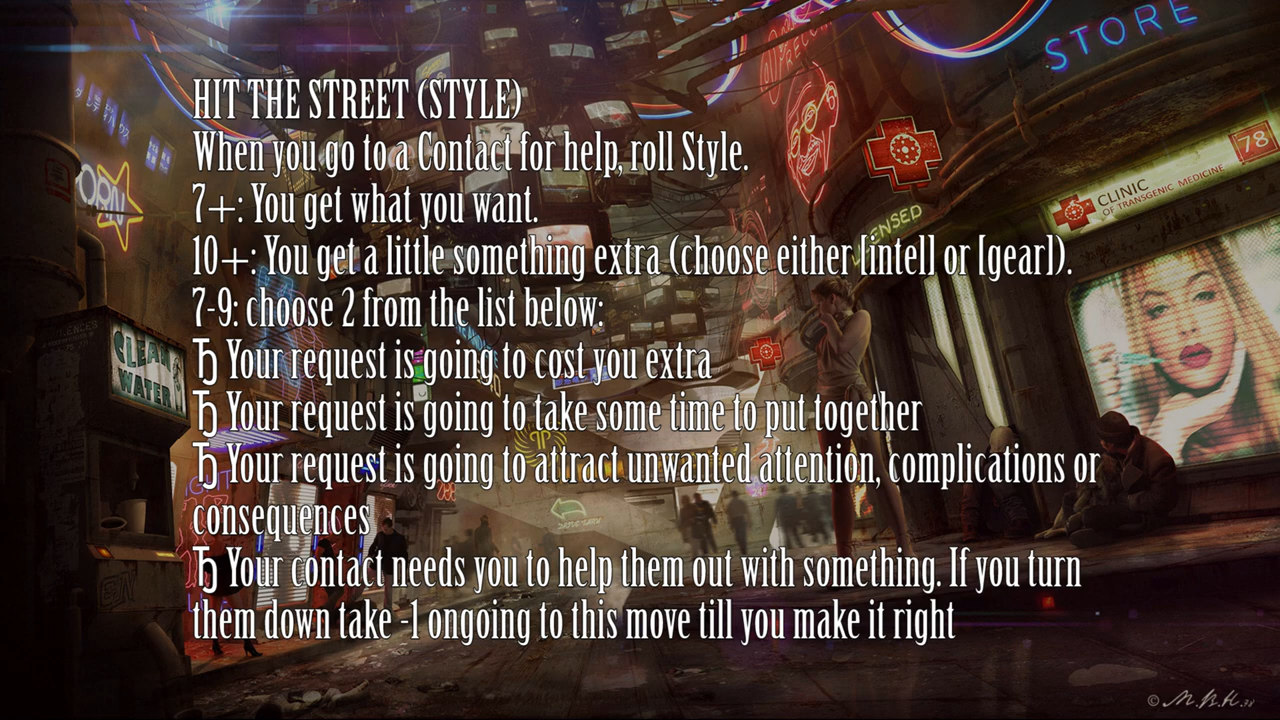 HIT THE STREET (STYLE)
When you go to a Contact for help, roll Style.
7+: You get what you want.
10+: You get a little something extra (choose either [intel] or [gear]).
7-9: choose 2 from the list below:
Ђ Your request is going to cost you extra
Ђ Your request is going to take some time to put together
Ђ Your request is going to attract unwanted attention, complications or
consequences
Ђ Your contact needs you to help them out with something. If you turn
them down take -1 ongoing to this move till you make it right
STORE
78
CLINIC
OF TRANSGENIC MEDICINE
ENSED
ORN
CLEAN
WATER